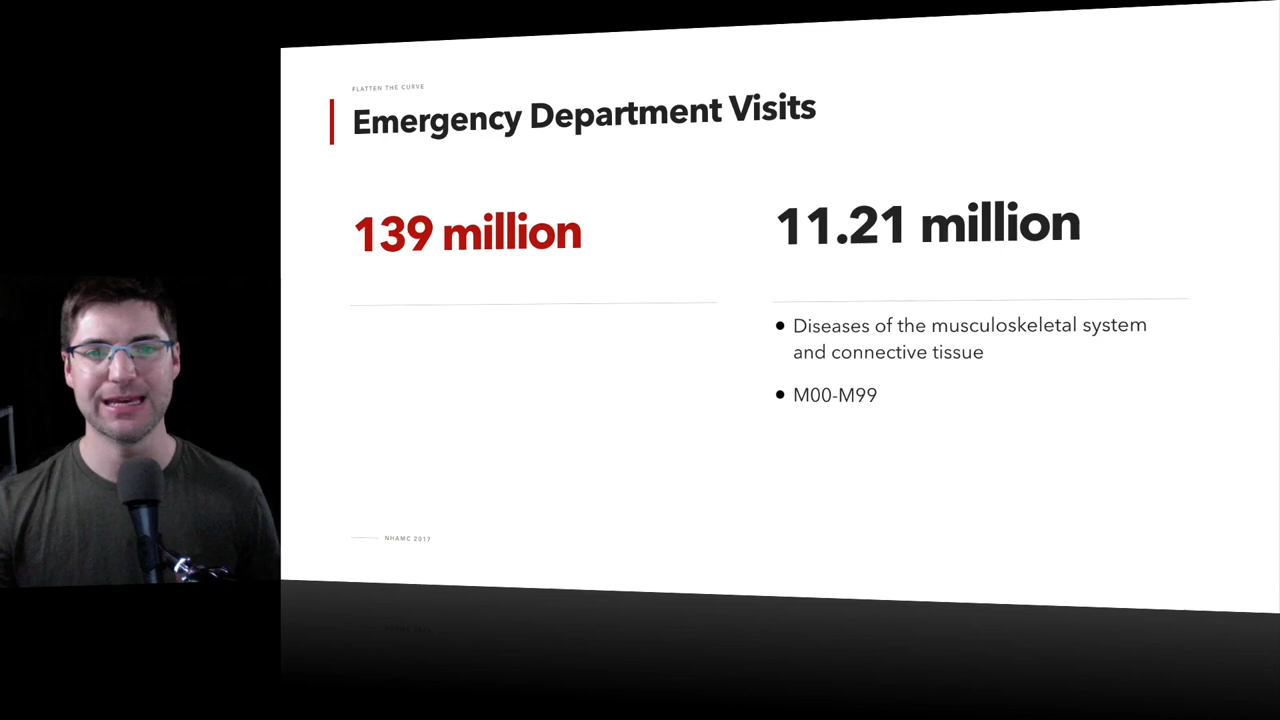 FLATTEN THE CURVE
Emergency Department Visits
139 million
11.21 million
Diseases of the musculoskeletal system
and connective tissue
M00-M99
NHAMC 2017